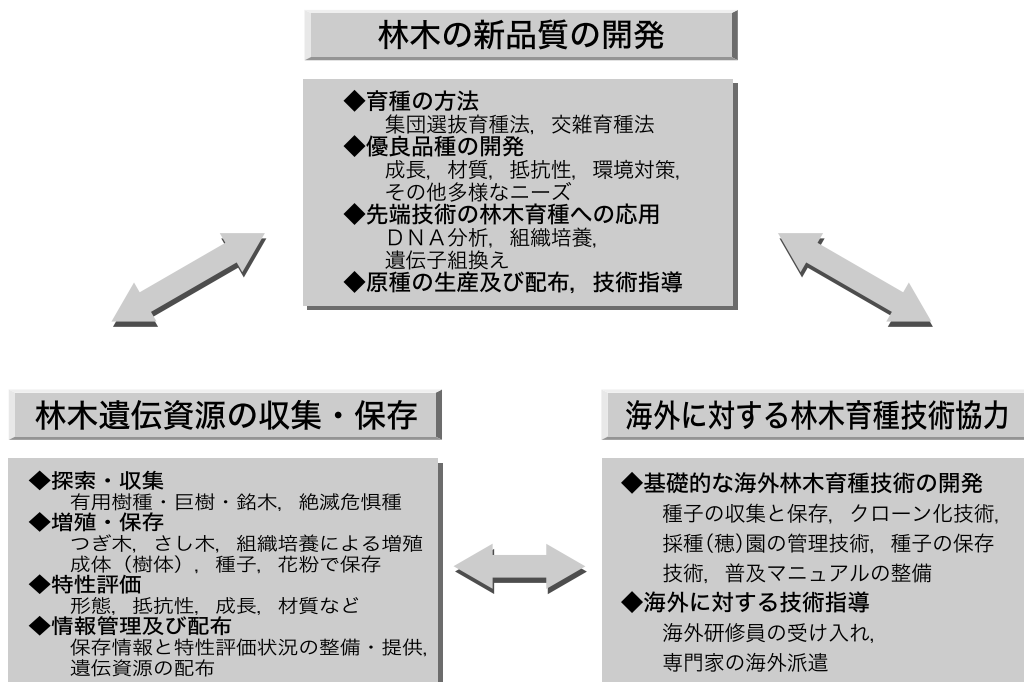 林木の新品質の開発
◆育種の方法
集団選抜育種法，交雑育種法
◆優良品種の開発
成長，材質，抵抗性，環境対策，
その他多様なニーズ
◆先端技術の林木育種への応用
ＤＮＡ分析，組織培養，
遺伝子組換え
◆原種の生産及び配布，技術指導
林木遺伝資源の収集・保存
◆探索・収集
有用樹種・巨樹・銘木，絶滅危惧種
◆増殖・保存
つぎ木，さし木，組織培養による増殖
成体（樹体），種子，花粉で保存
◆特性評価
形態，抵抗性，成長，材質など
◆情報管理及び配布
保存情報と特性評価状況の整備・提供，
遺伝資源の配布
海外に対する林木育種技術協力
◆基礎的な海外林木育種技術の開発
種子の収集と保存，クローン化技術，
採種(穂)園の管理技術，種子の保存
技術，普及マニュアルの整備
◆海外に対する技術指導
海外研修員の受け入れ，
専門家の海外派遣